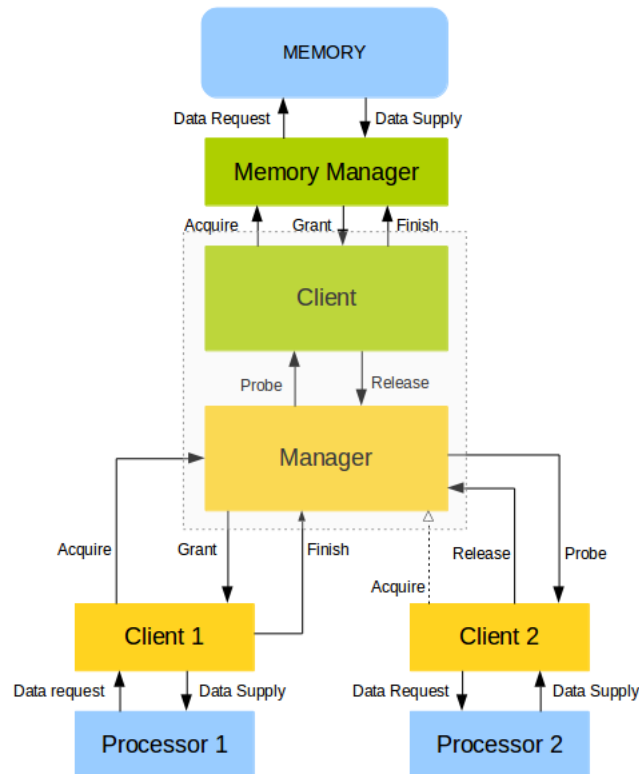 MEMORY
Data Request
Data Supply
Memory Manager
Acquire
Grant
Finish
Client
Probe
Release
Manager
Acquire
Grant
Finish
Acquire
Release
Probe
Client 1
Client 2
Data request
Data Supply
Data Request
Data Supply
Processor 1
Processor 2